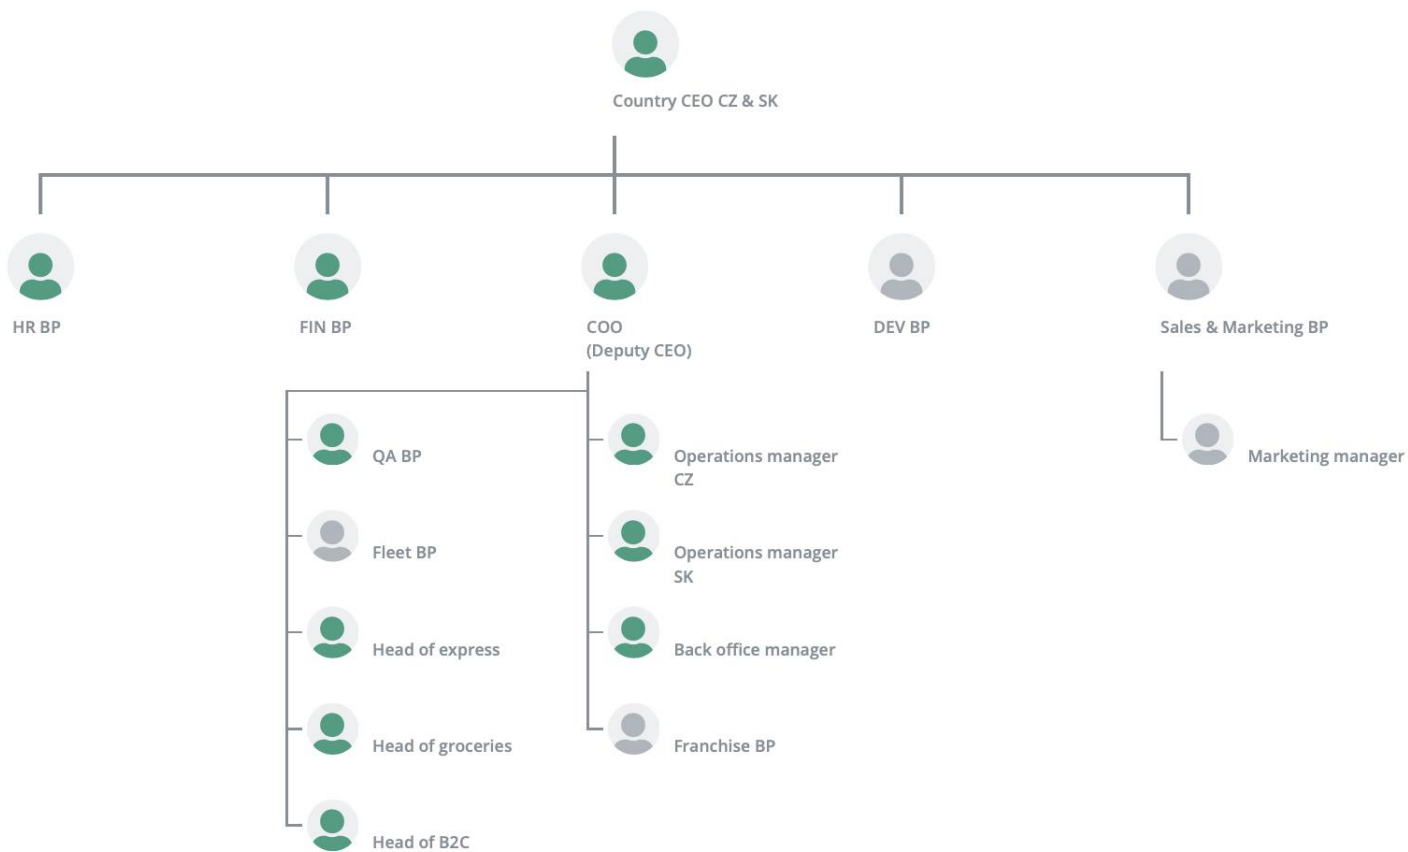 Country CEO CZ & SK
HR BP
FIN BP
COO
(Deputy CEO)
DEV BP
Sales & Marketing BP
QA BP
Operations manager
CZ
Marketing manager
Fleet BP
Operations manager
SK
Head of express
Back office manager
Head of groceries
Franchise BP
Head of B2C